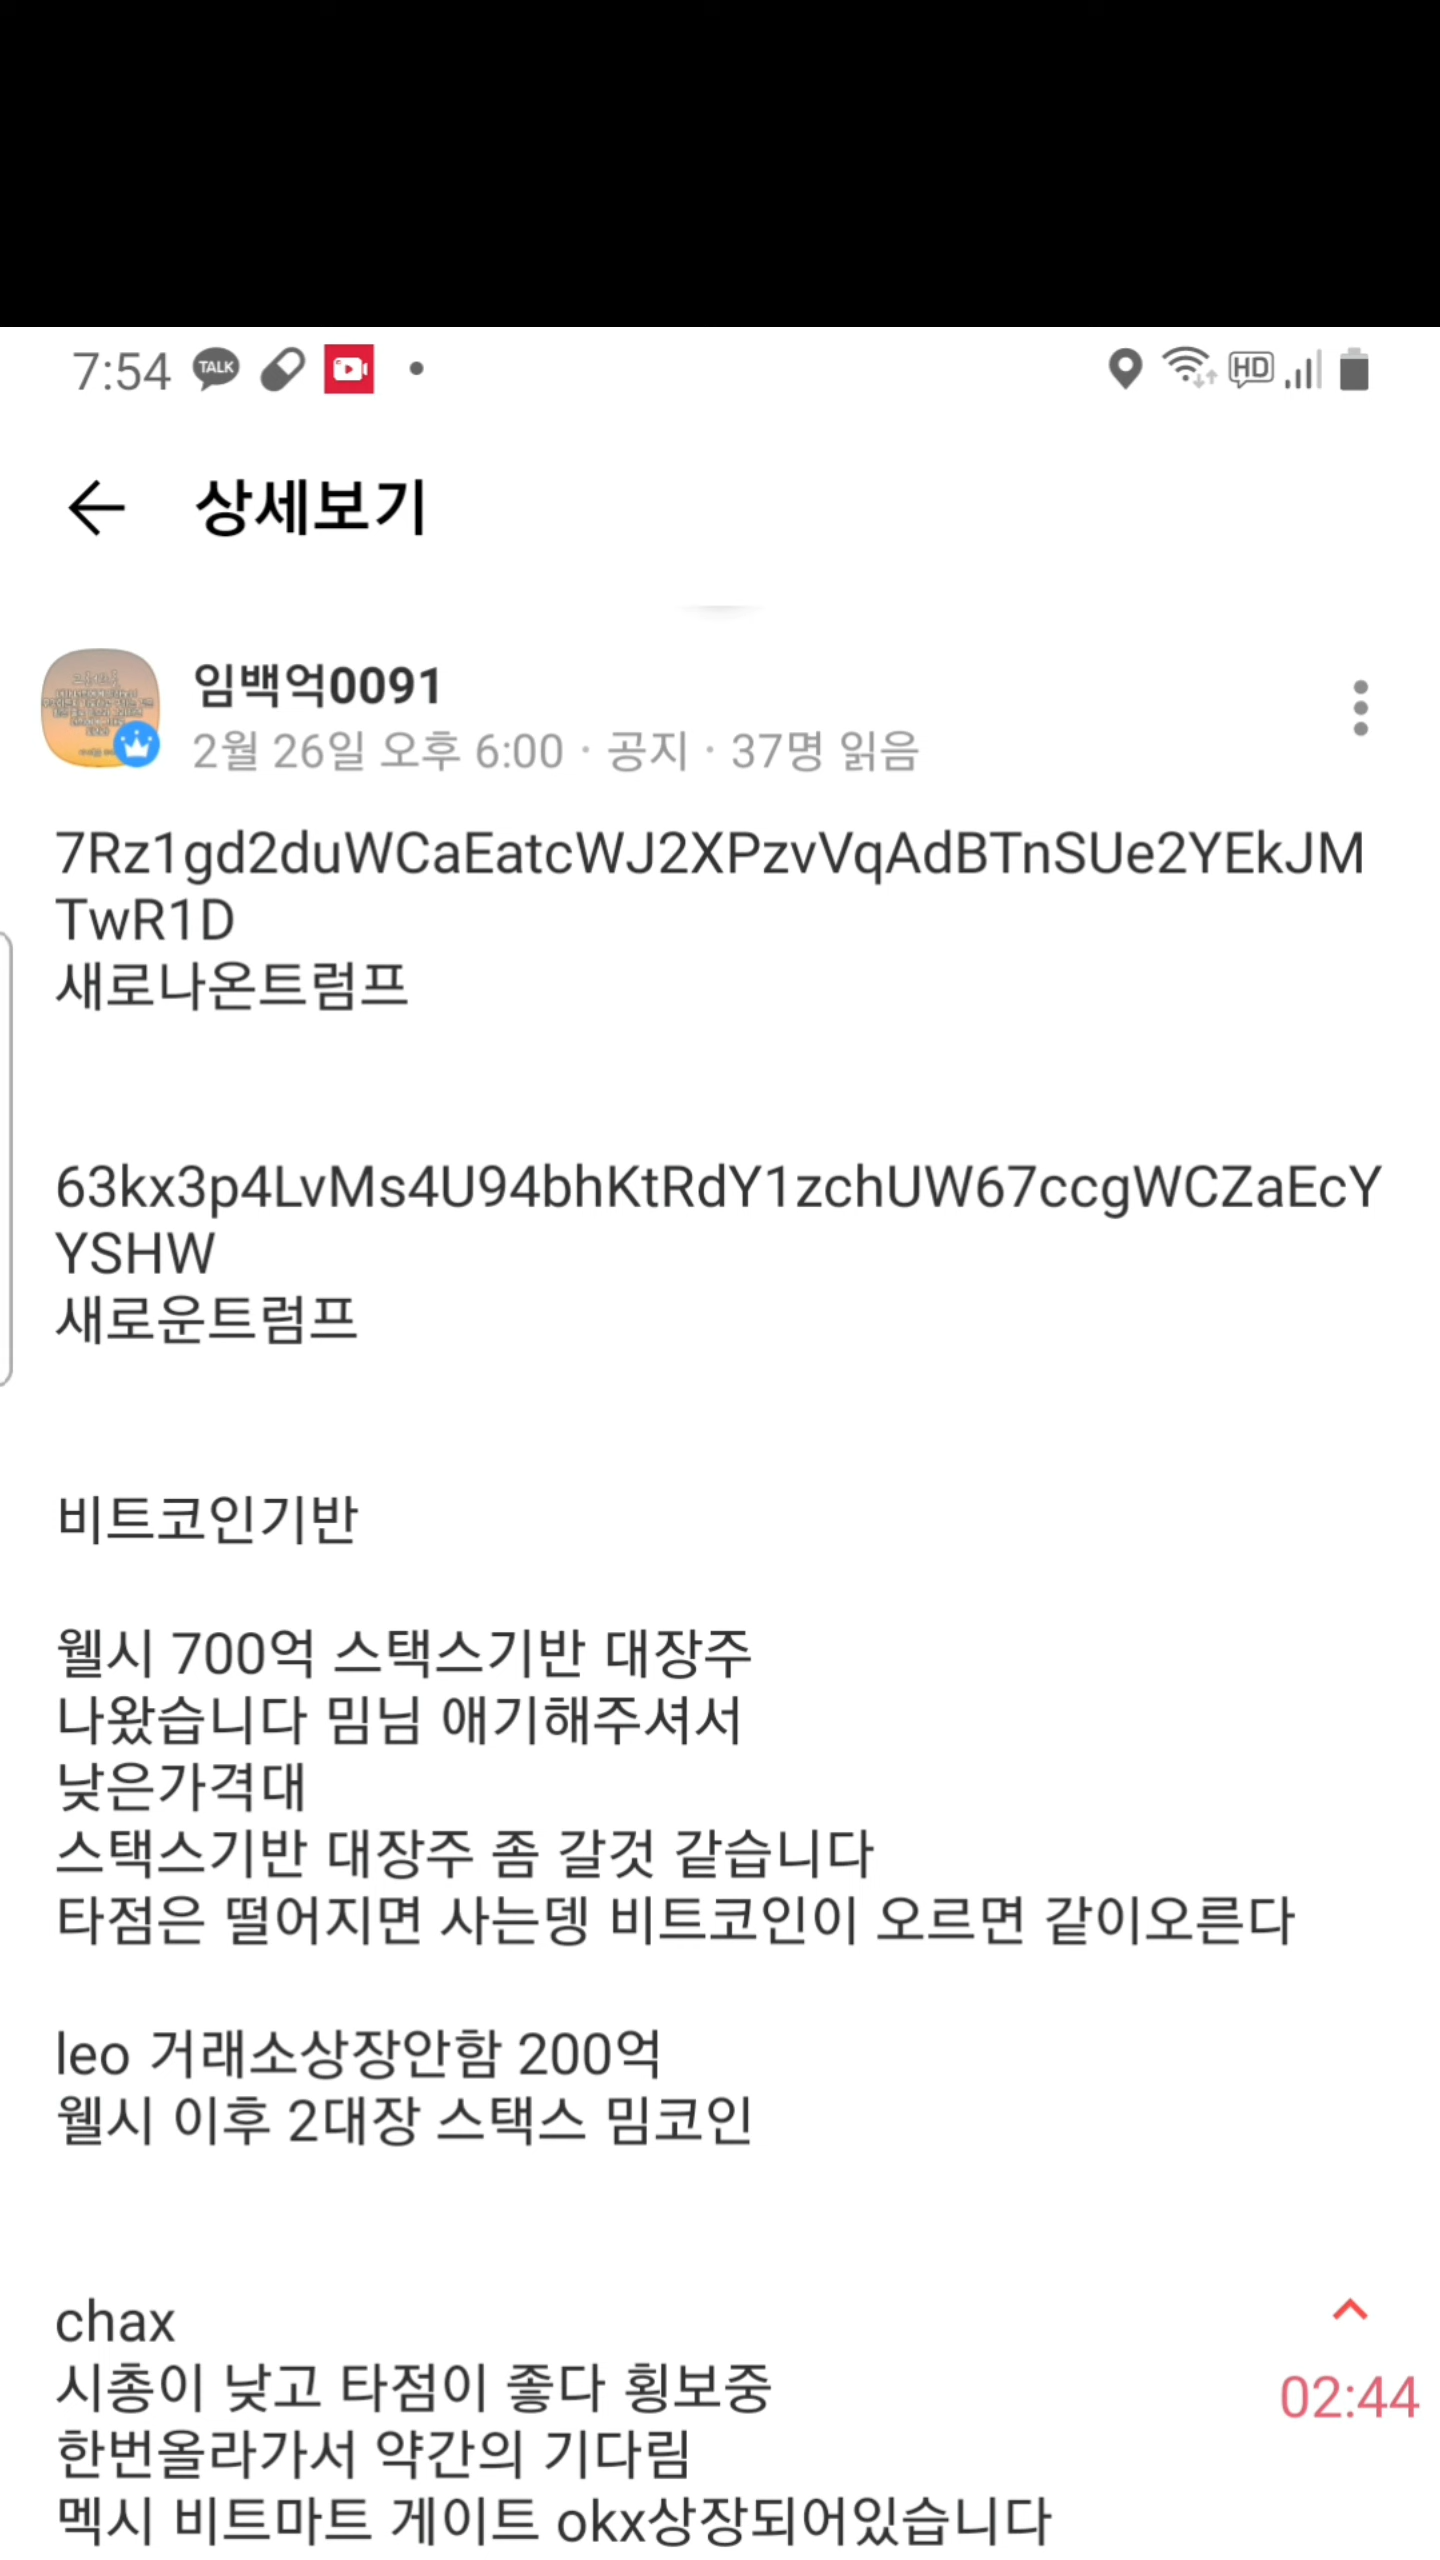 7:54 TALK HD
상세보기
임백억0091
2월 26일 오후 6:00 · 공지 · 37명 읽음
7Rz1gd2duWCaEatcWJ2XPzvVqAdBTnSUe2YEkJM
TwR1D
새로나온트럼프
63kx3p4LvMs4U94bhKtRdY1zchUW67ccgWCZaEcY
YSHW
새로운트럼프
비트코인기반
웰시 700억 스택스기반 대장주
나왔습니다 밈님 얘기해주셔서
낮은가격대
스택스기반 대장주 좀 갈것 같습니다
타점은 떨어지면 사는뎅 비트코인이 오르면 같이오른다
leo 거래소상장안함 200억
웰시 이후 2대장 스택스 밈코인
chax
시총이 낮고 타점이 좋다 횡보중
02:44
한번올라가서 약간의 기다림
멕시 비트마트 게이트 okx상장되어있습니다